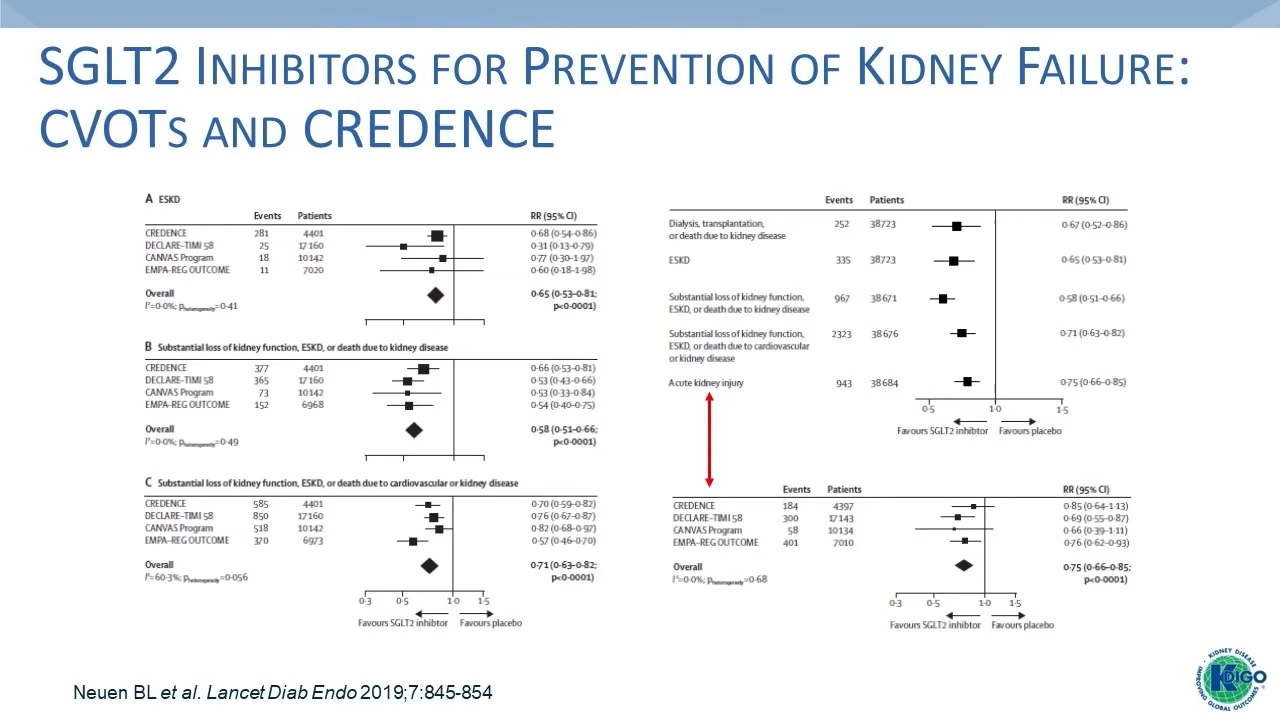 SGLT2 INHIBITORS FOR PREVENTION OF KIDNEY FAILURE:
CVOTS AND CREDENCE
A ESKD
Events Patients RR (95% CI)
CREDENCE 281 4401 0·68 (0·54–0·86)
DECLARE–TIMI 58 25 17 160 0·31 (0·13–0·79)
CANVAS Program 18 10142 0·77 (0·30–1·97)
EMPA-REG OUTCOME 11 7020 0·60 (0·18–1·98)
Overall 0·65 (0·53–0·81;
I²=0·0%; pheterogeneity=0·41 p<0·0001)
B Substantial loss of kidney function, ESKD, or death due to kidney disease
CREDENCE 377 4401 0·66 (0·53–0·81)
DECLARE–TIMI 58 365 17 160 0·53 (0·43–0·66)
CANVAS Program 73 10142 0·53 (0·33–0·84)
EMPA-REG OUTCOME 152 6968 0·54 (0·40–0·75)
Overall 0·58 (0·51–0·66;
I²=0·0%; pheterogeneity=0·49 p<0·0001)
C Substantial loss of kidney function, ESKD, or death due to cardiovascular or kidney disease
CREDENCE 585 4401 0·70 (0·59–0·82)
DECLARE–TIMI 58 850 17 160 0·76 (0·67–0·87)
CANVAS Program 518 10142 0·82 (0·68–0·97)
EMPA-REG OUTCOME 370 6973 0·57 (0·46–0·70)
Overall 0·71 (0·63–0·82;
I²=60·3%; pheterogeneity=0·056 p<0·0001)
0·3 0·5 1·0 1·5
Favours SGLT2 inhibitor Favours placebo
Events Patients RR (95% CI)
Dialysis, transplantation, 252 38723 0·67 (0·52–0·86)
or death due to kidney disease
ESKD 335 38723 0·65 (0·53–0·81)
Substantial loss of kidney function, 967 38671 0·58 (0·51–0·66)
ESKD, or death due to kidney disease
Substantial loss of kidney function, 2323 38676 0·71 (0·63–0·82)
ESKD, or death due to cardiovascular
or kidney disease
Acute kidney injury 943 38684 0·75 (0·66–0·85)
0·5 1·0 1·5
Favours SGLT2 inhibitor Favours placebo
Events Patients RR (95% CI)
CREDENCE 184 4397 0·85 (0·64–1·13)
DECLARE–TIMI 58 300 17 143 0·69 (0·55–0·87)
CANVAS Program 58 10134 0·66 (0·39–1·11)
EMPA-REG OUTCOME 401 7010 0·76 (0·62–0·93)
Overall 0·75 (0·66–0·85;
I²=0·0%; pheterogeneity=0·68 p<0·0001)
0·3 0·5 1·0 1·5
Favours SGLT2 inhibitor Favours placebo
Neuen BL et al. Lancet Diab Endo 2019;7:845-854
KIDNEY DISEASE
KDIGO
IMPROVING GLOBAL OUTCOMES